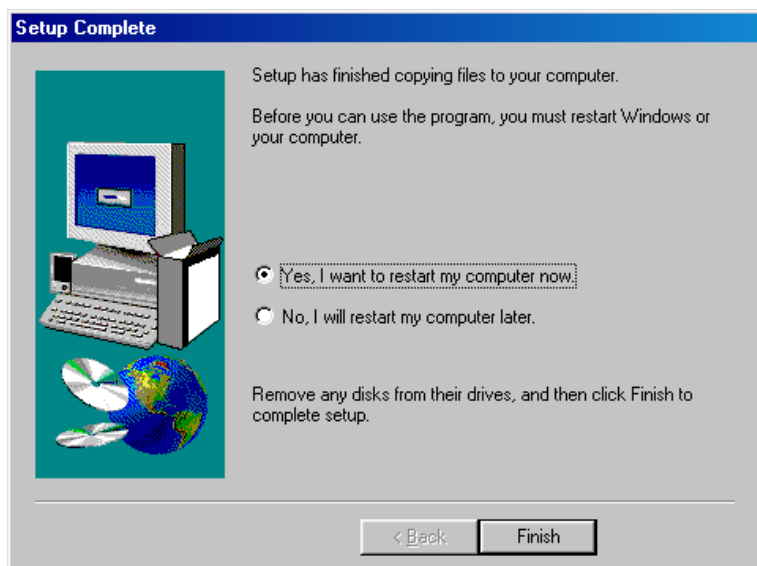 Setup Complete
Setup has finished copying files to your computer.
Before you can use the program, you must restart Windows or
your computer.
Yes, I want to restart my computer now.
No, I will restart my computer later.
Remove any disks from their drives, and then click Finish to
complete setup.
< Back
Finish